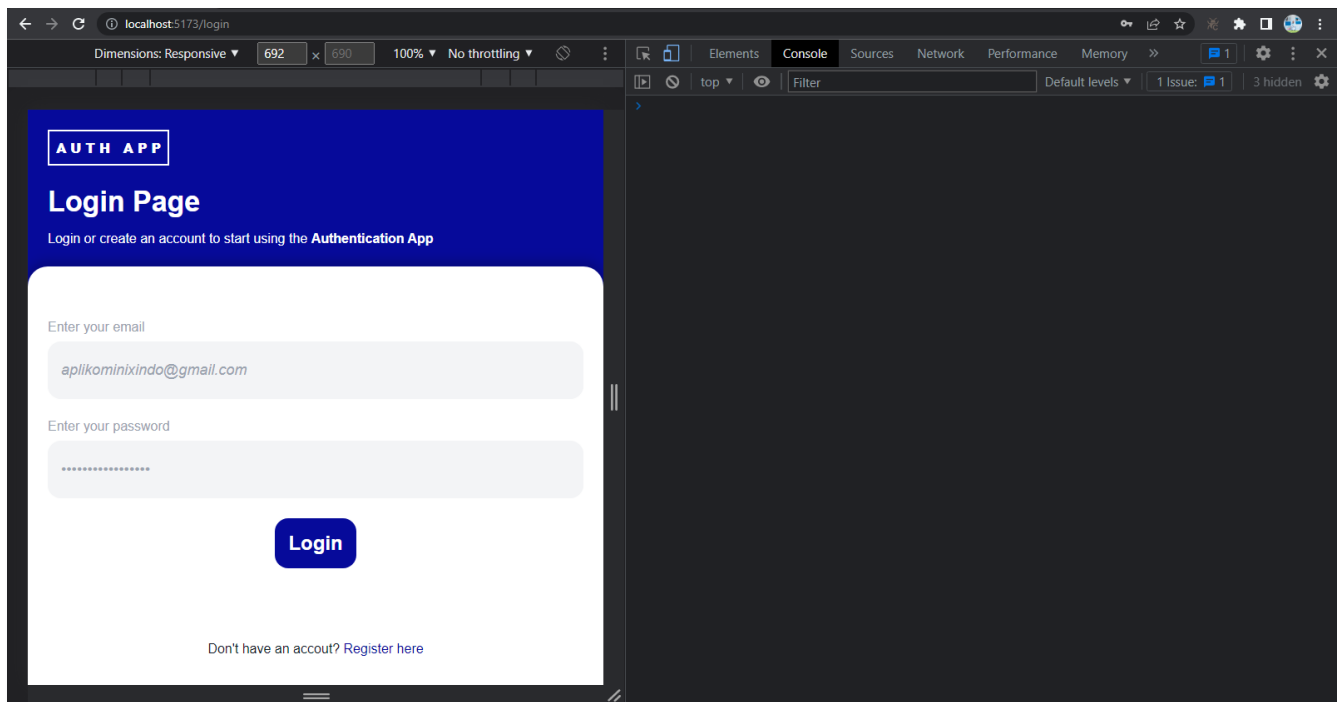 localhost:5173/login
Dimensions: Responsive ▼ 692 × 690 100% ▼ No throttling ▼
Elements Console Sources Network Performance Memory » 1
top ▼ Filter Default levels ▼ 1 Issue: 1 3 hidden
AUTH APP
Login Page
Login or create an account to start using the Authentication App
Enter your email
aplikominixindo@gmail.com
Enter your password
•••••••••••••••••
Login
Don't have an accout? Register here